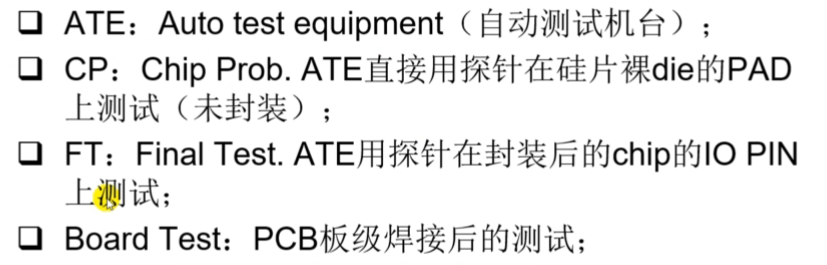 ❑ ATE：Auto test equipment（自动测试机台）;
❑ CP：Chip Prob. ATE直接用探针在硅片裸die的PAD
上测试（未封装）;
❑ FT：Final Test. ATE用探针在封装后的chip的IO PIN
上测试;
❑ Board Test：PCB板级焊接后的测试;